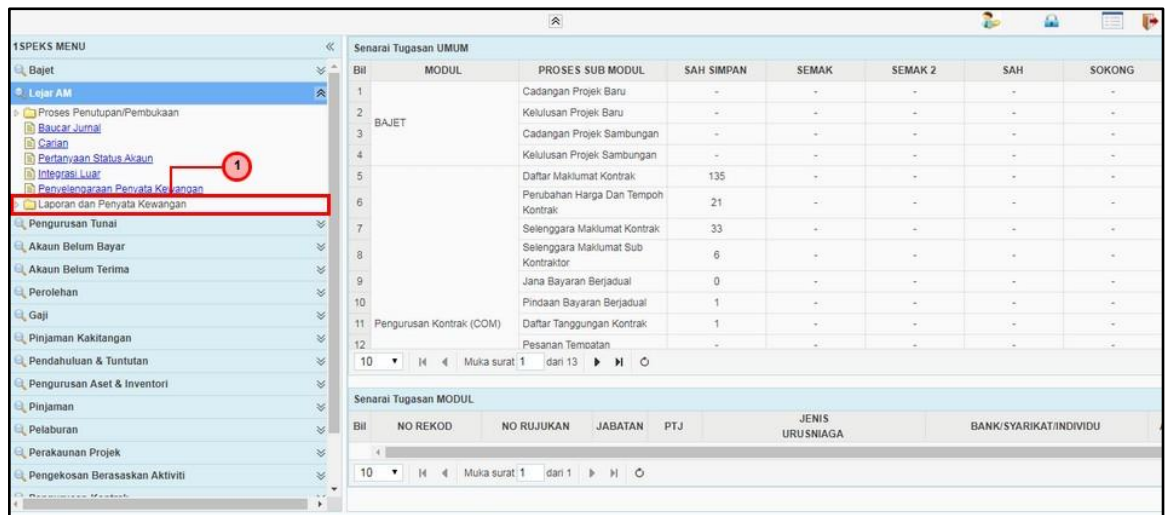 1SPEKS MENU
Bajet
Lejar AM
Proses Penutupan/Pembukaan
Baucar Jurnal
Carian
Pertanyaan Status Akaun
Integrasi Luar
Penyelengaraan Penyata Kewangan
1
Laporan dan Penyata Kewangan
Pengurusan Tunai
Akaun Belum Bayar
Akaun Belum Terima
Perolehan
Gaji
Pinjaman Kakitangan
Pendahuluan & Tuntutan
Pengurusan Aset & Inventori
Pinjaman
Pelaburan
Perakaunan Projek
Pengekosan Berasaskan Aktiviti
Senarai Tugasan UMUM
Bil MODUL PROSES SUB MODUL SAH SIMPAN SEMAK SEMAK 2 SAH SOKONG
1 Cadangan Projek Baru - - - - -
2 Kelulusan Projek Baru - - - - -
BAJET
3 Cadangan Projek Sambungan - - - - -
4 Kelulusan Projek Sambungan - - - - -
5 Daftar Maklumat Kontrak 135 - - - -
6 Perubahan Harga Dan Tempoh Kontrak 21 - - - -
7 Selenggara Maklumat Kontrak 33 - - - -
8 Selenggara Maklumat Sub Kontraktor 6 - - - -
9 Jana Bayaran Berjadual 0 - - - -
10 Pindaan Bayaran Berjadual 1 - - - -
11 Pengurusan Kontrak (COM) Daftar Tanggungan Kontrak 1 - - - -
12 Pesanan Tempatan - - - - -
10 Muka surat 1 dari 13
Senarai Tugasan MODUL
Bil NO REKOD NO RUJUKAN JABATAN PTJ JENIS URUSNIAGA BANK/SYARIKAT/INDIVIDU
10 Muka surat 1 dari 1